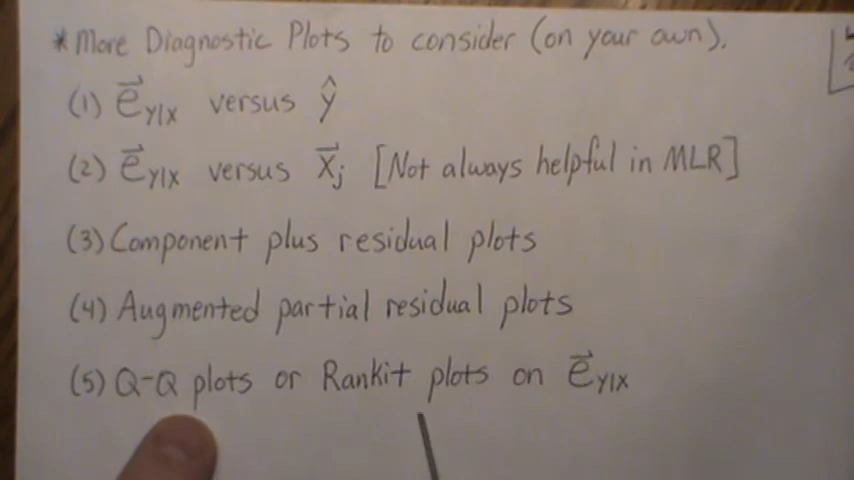 * More Diagnostic Plots to consider (on your own).
(1) e⃗Y|X versus ŷ
(2) e⃗Y|X versus x⃗j [Not always helpful in MLR]
(3) Component plus residual plots
(4) Augmented partial residual plots
(5) Q-Q plots or Rankit plots on e⃗Y|X